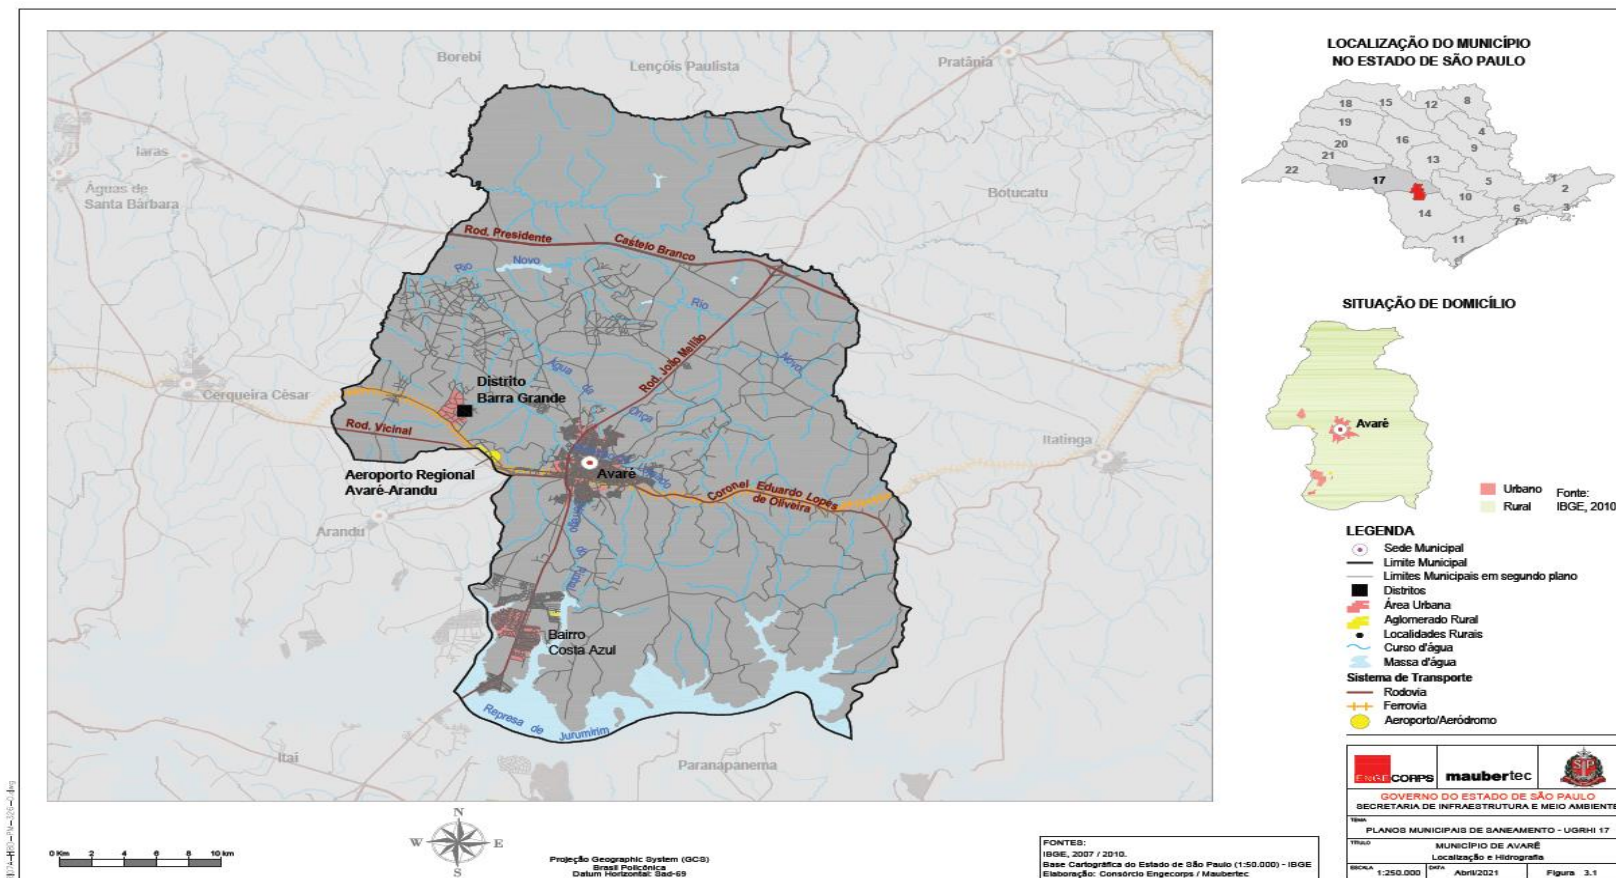 Borebi
Lençóis Paulista
Pratânia
Iaras
Águas de
Santa Bárbara
Botucatu
Rod. Presidente
Castelo Branco
Rio Novo
Rio
Novo
Rod. João Mellão
Água da Onça
Distrito
Barra Grande
Cerqueira César
Rod. Vicinal
Aeroporto Regional
Avaré-Arandu
Avaré
Itatinga
Coronel Eduardo Lopes
de Oliveira
Arandu
Bairro
Costa Azul
Represa de Jurumirim
Itaí
Paranapanema
LOCALIZAÇÃO DO MUNICÍPIO
NO ESTADO DE SÃO PAULO
18
15
12
8
19
4
16
20
9
21
13
22
17
5
1
2
10
3
14
6
7
11
SITUAÇÃO DE DOMICÍLIO
Avaré
Urbano
Rural
Fonte:
IBGE, 2010
LEGENDA
Sede Municipal
Limite Municipal
Limites Municipais em segundo plano
Distritos
Área Urbana
Aglomerado Rural
Localidades Rurais
Curso d'água
Massa d'água
Sistema de Transporte
Rodovia
Ferrovia
Aeroporto/Aeródromo
ENGECORPS
maubertec
SP
GOVERNO DO ESTADO DE SÃO PAULO
SECRETARIA DE INFRAESTRUTURA E MEIO AMBIENTE
TEMA
PLANOS MUNICIPAIS DE SANEAMENTO - UGRHI 17
TÍTULO
MUNICÍPIO DE AVARÉ
Localização e Hidrografia
ESCALA 1:250.000
DATA Abril/2021
Figura 3.1
N
W
E
S
0 Km 2 4 6 8 10 km
Projeção Geographic System (GCS)
Brasil Policônica
Datum Horizontal: Sad-69
FONTES:
IBGE, 2007 / 2010.
Base Cartográfica do Estado de São Paulo (1:50.000) - IBGE
Elaboração: Consórcio Engecorps / Maubertec